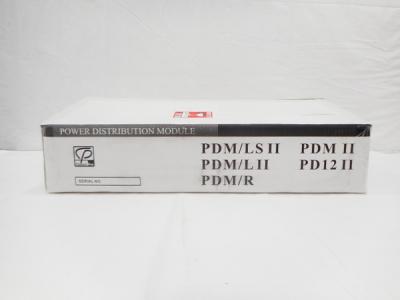 POWER DISTRIBUTION MODULE
PDM/LS II PDM II
PDM/L II PD12 II
PDM/R
SERIAL NO.